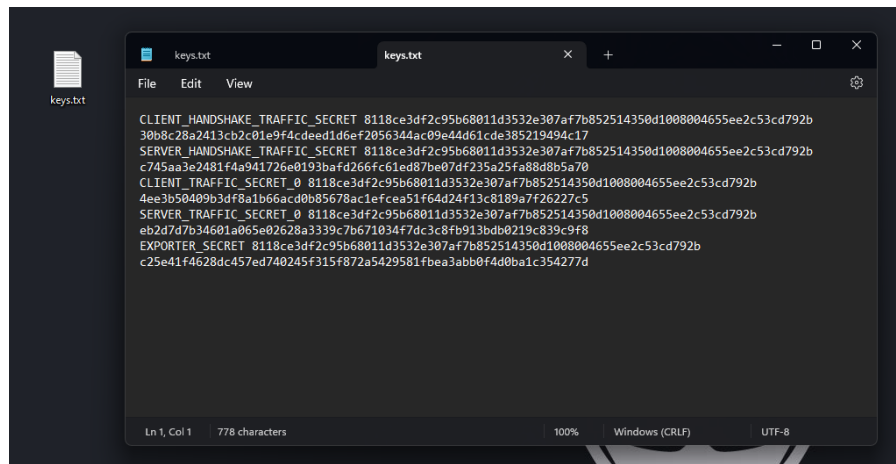 keys.txt
keys.txt
keys.txt
File Edit View
CLIENT_HANDSHAKE_TRAFFIC_SECRET 8118ce3df2c95b68011d3532e307af7b852514350d1008004655ee2c53cd792b
30b8c28a2413cb2c01e9f4cdeed1d6ef2056344ac09e44d61cde385219494c17
SERVER_HANDSHAKE_TRAFFIC_SECRET 8118ce3df2c95b68011d3532e307af7b852514350d1008004655ee2c53cd792b
c745aa3e2481f4a941726e0193bafd266fc61ed87be07df235a25fa88d8b5a70
CLIENT_TRAFFIC_SECRET_0 8118ce3df2c95b68011d3532e307af7b852514350d1008004655ee2c53cd792b
4ee3b50409b3df8a1b66acd0b85678ac1efcea51f64d24f13c8189a7f26227c5
SERVER_TRAFFIC_SECRET_0 8118ce3df2c95b68011d3532e307af7b852514350d1008004655ee2c53cd792b
eb2d7d7b34601a065e02628a3339c7b671034f7dc3c8fb913bdb0219c839c9f8
EXPORTER_SECRET 8118ce3df2c95b68011d3532e307af7b852514350d1008004655ee2c53cd792b
c25e41f4628dc457ed740245f315f872a5429581fbea3abb0f4d0ba1c354277d
Ln 1, Col 1 778 characters 100% Windows (CRLF) UTF-8